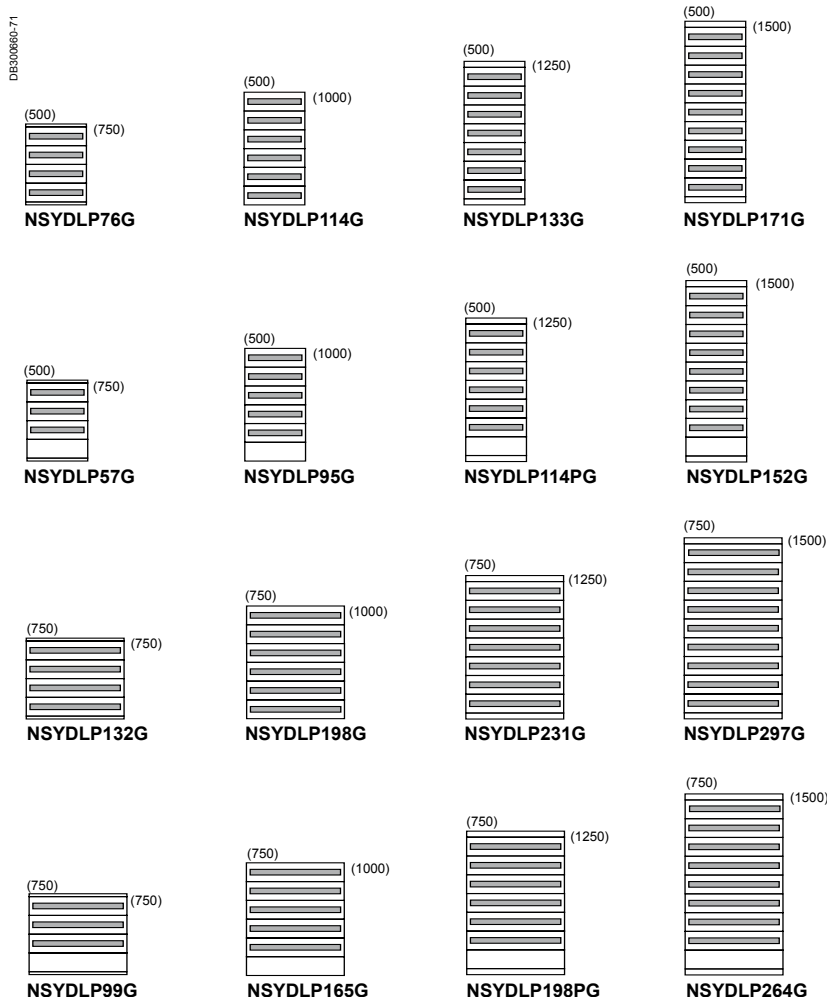 DB300660-71
(500)
(750)
NSYDLP76G
(500)
(1000)
NSYDLP114G
(500)
(1250)
NSYDLP133G
(500)
(1500)
NSYDLP171G
(500)
(750)
NSYDLP57G
(500)
(1000)
NSYDLP95G
(500)
(1250)
NSYDLP114PG
(500)
(1500)
NSYDLP152G
(750)
(750)
NSYDLP132G
(750)
(1000)
NSYDLP198G
(750)
(1250)
NSYDLP231G
(750)
(1500)
NSYDLP297G
(750)
(750)
NSYDLP99G
(750)
(1000)
NSYDLP165G
(750)
(1250)
NSYDLP198PG
(750)
(1500)
NSYDLP264G